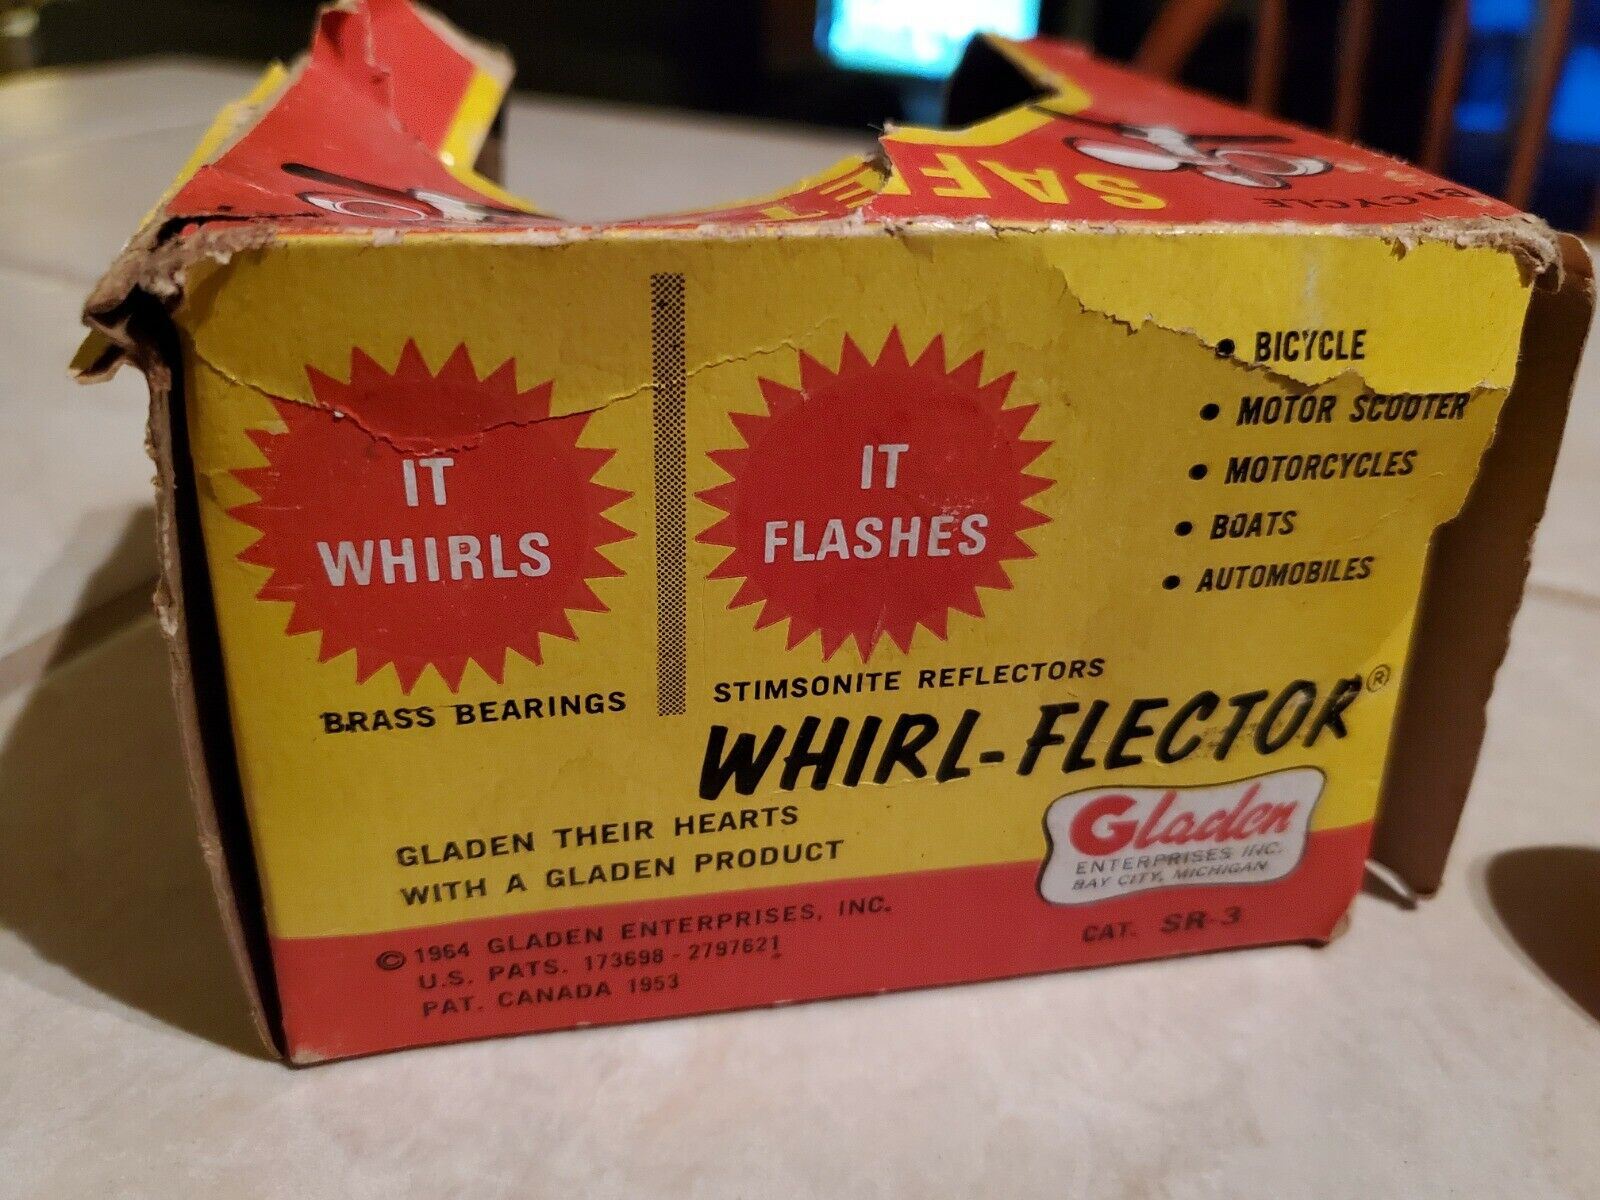 SAFE
BICYCLE
IT
WHIRLS
BRASS BEARINGS
IT
FLASHES
STIMSONITE REFLECTORS
• BICYCLE
• MOTOR SCOOTER
• MOTORCYCLES
• BOATS
• AUTOMOBILES
WHIRL-FLECTOR®
GLADEN THEIR HEARTS
WITH A GLADEN PRODUCT
Gladen
ENTERPRISES INC.
BAY CITY, MICHIGAN
© 1964 GLADEN ENTERPRISES, INC.
U.S. PATS. 173698 - 2797621
PAT. CANADA 1953
CAT. SR-3